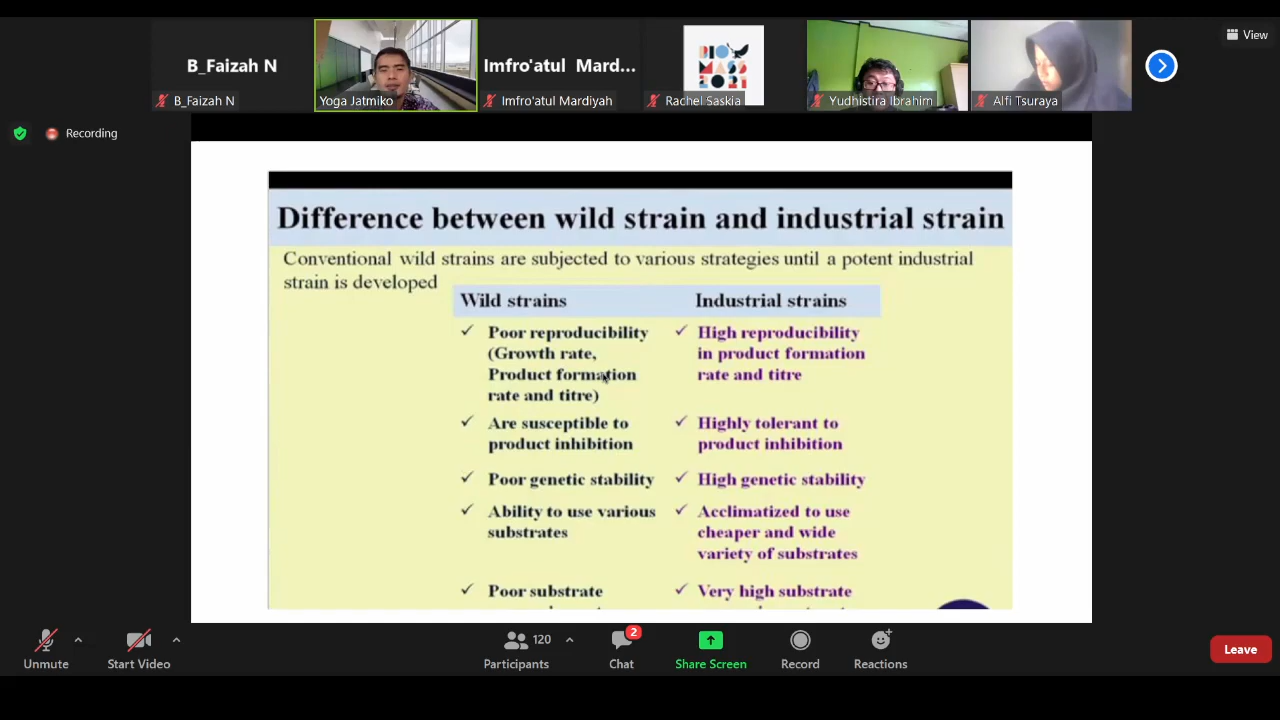 View
B_Faizah N
B_Faizah N
Yoga Jatmiko
Imfro'atul Mard...
Imfro'atul Mardiyah
BIO
MASS
2021
Rachel Saskia
Yudhistira Ibrahim
Alfi Tsuraya
Recording
Difference between wild strain and industrial strain
Conventional wild strains are subjected to various strategies until a potent industrial
strain is developed
Wild strains
✓ Poor reproducibility
(Growth rate,
Product formation
rate and titre)
✓ Are susceptible to
product inhibition
✓ Poor genetic stability
✓ Ability to use various
substrates
✓ Poor substrate
Industrial strains
✓ High reproducibility
in product formation
rate and titre
✓ Highly tolerant to
product inhibition
✓ High genetic stability
✓ Acclimatized to use
cheaper and wide
variety of substrates
✓ Very high substrate
Unmute
Start Video
120
Participants
2
Chat
Share Screen
Record
Reactions
Leave